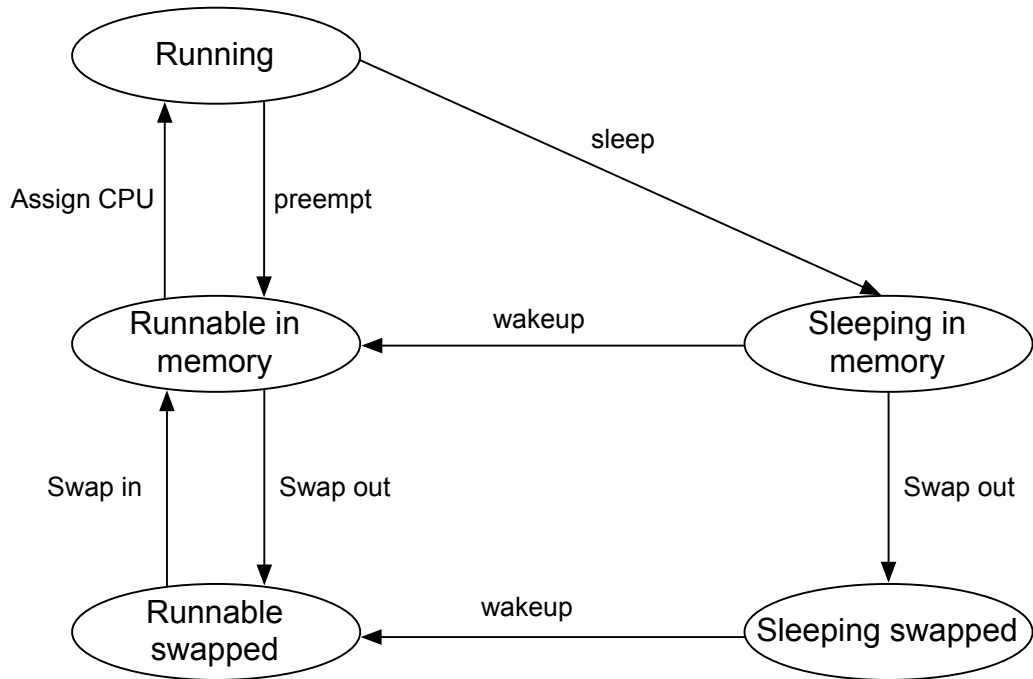 Running
sleep
Assign CPU
preempt
Runnable in
memory
wakeup
Sleeping in
memory
Swap in
Swap out
Swap out
Runnable
swapped
wakeup
Sleeping swapped